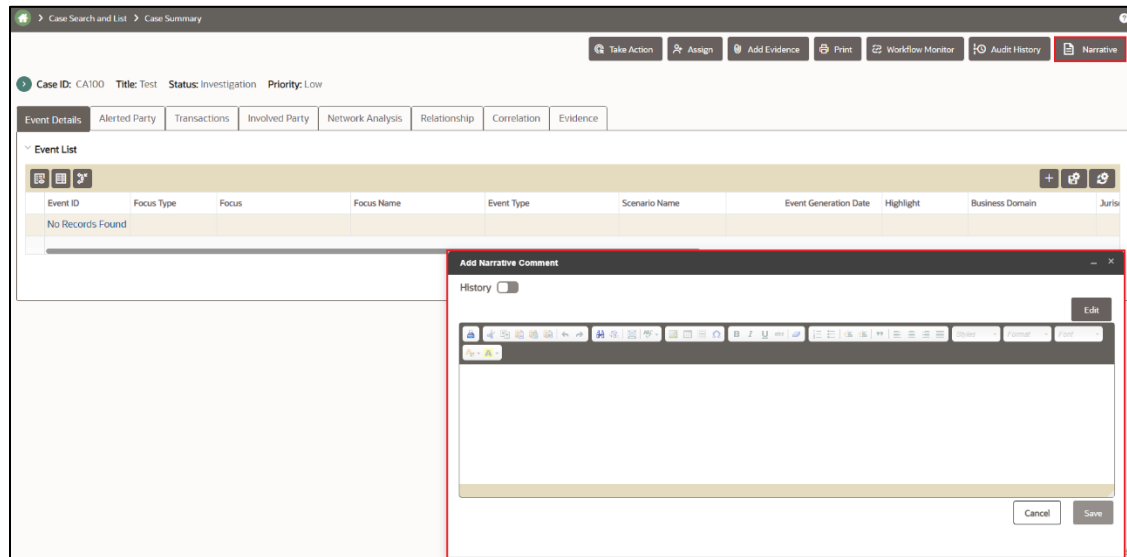 > Case Search and List > Case Summary
Take Action Assign Add Evidence Print Workflow Monitor Audit History Narrative
Case ID: CA100 Title: Test Status: Investigation Priority: Low
Event Details Alerted Party Transactions Involved Party Network Analysis Relationship Correlation Evidence
Event List
Event ID Focus Type Focus Focus Name Event Type Scenario Name Event Generation Date Highlight Business Domain Juris
No Records Found
Add Narrative Comment
History
Edit
B I U Styles Format Font
A
Cancel Save